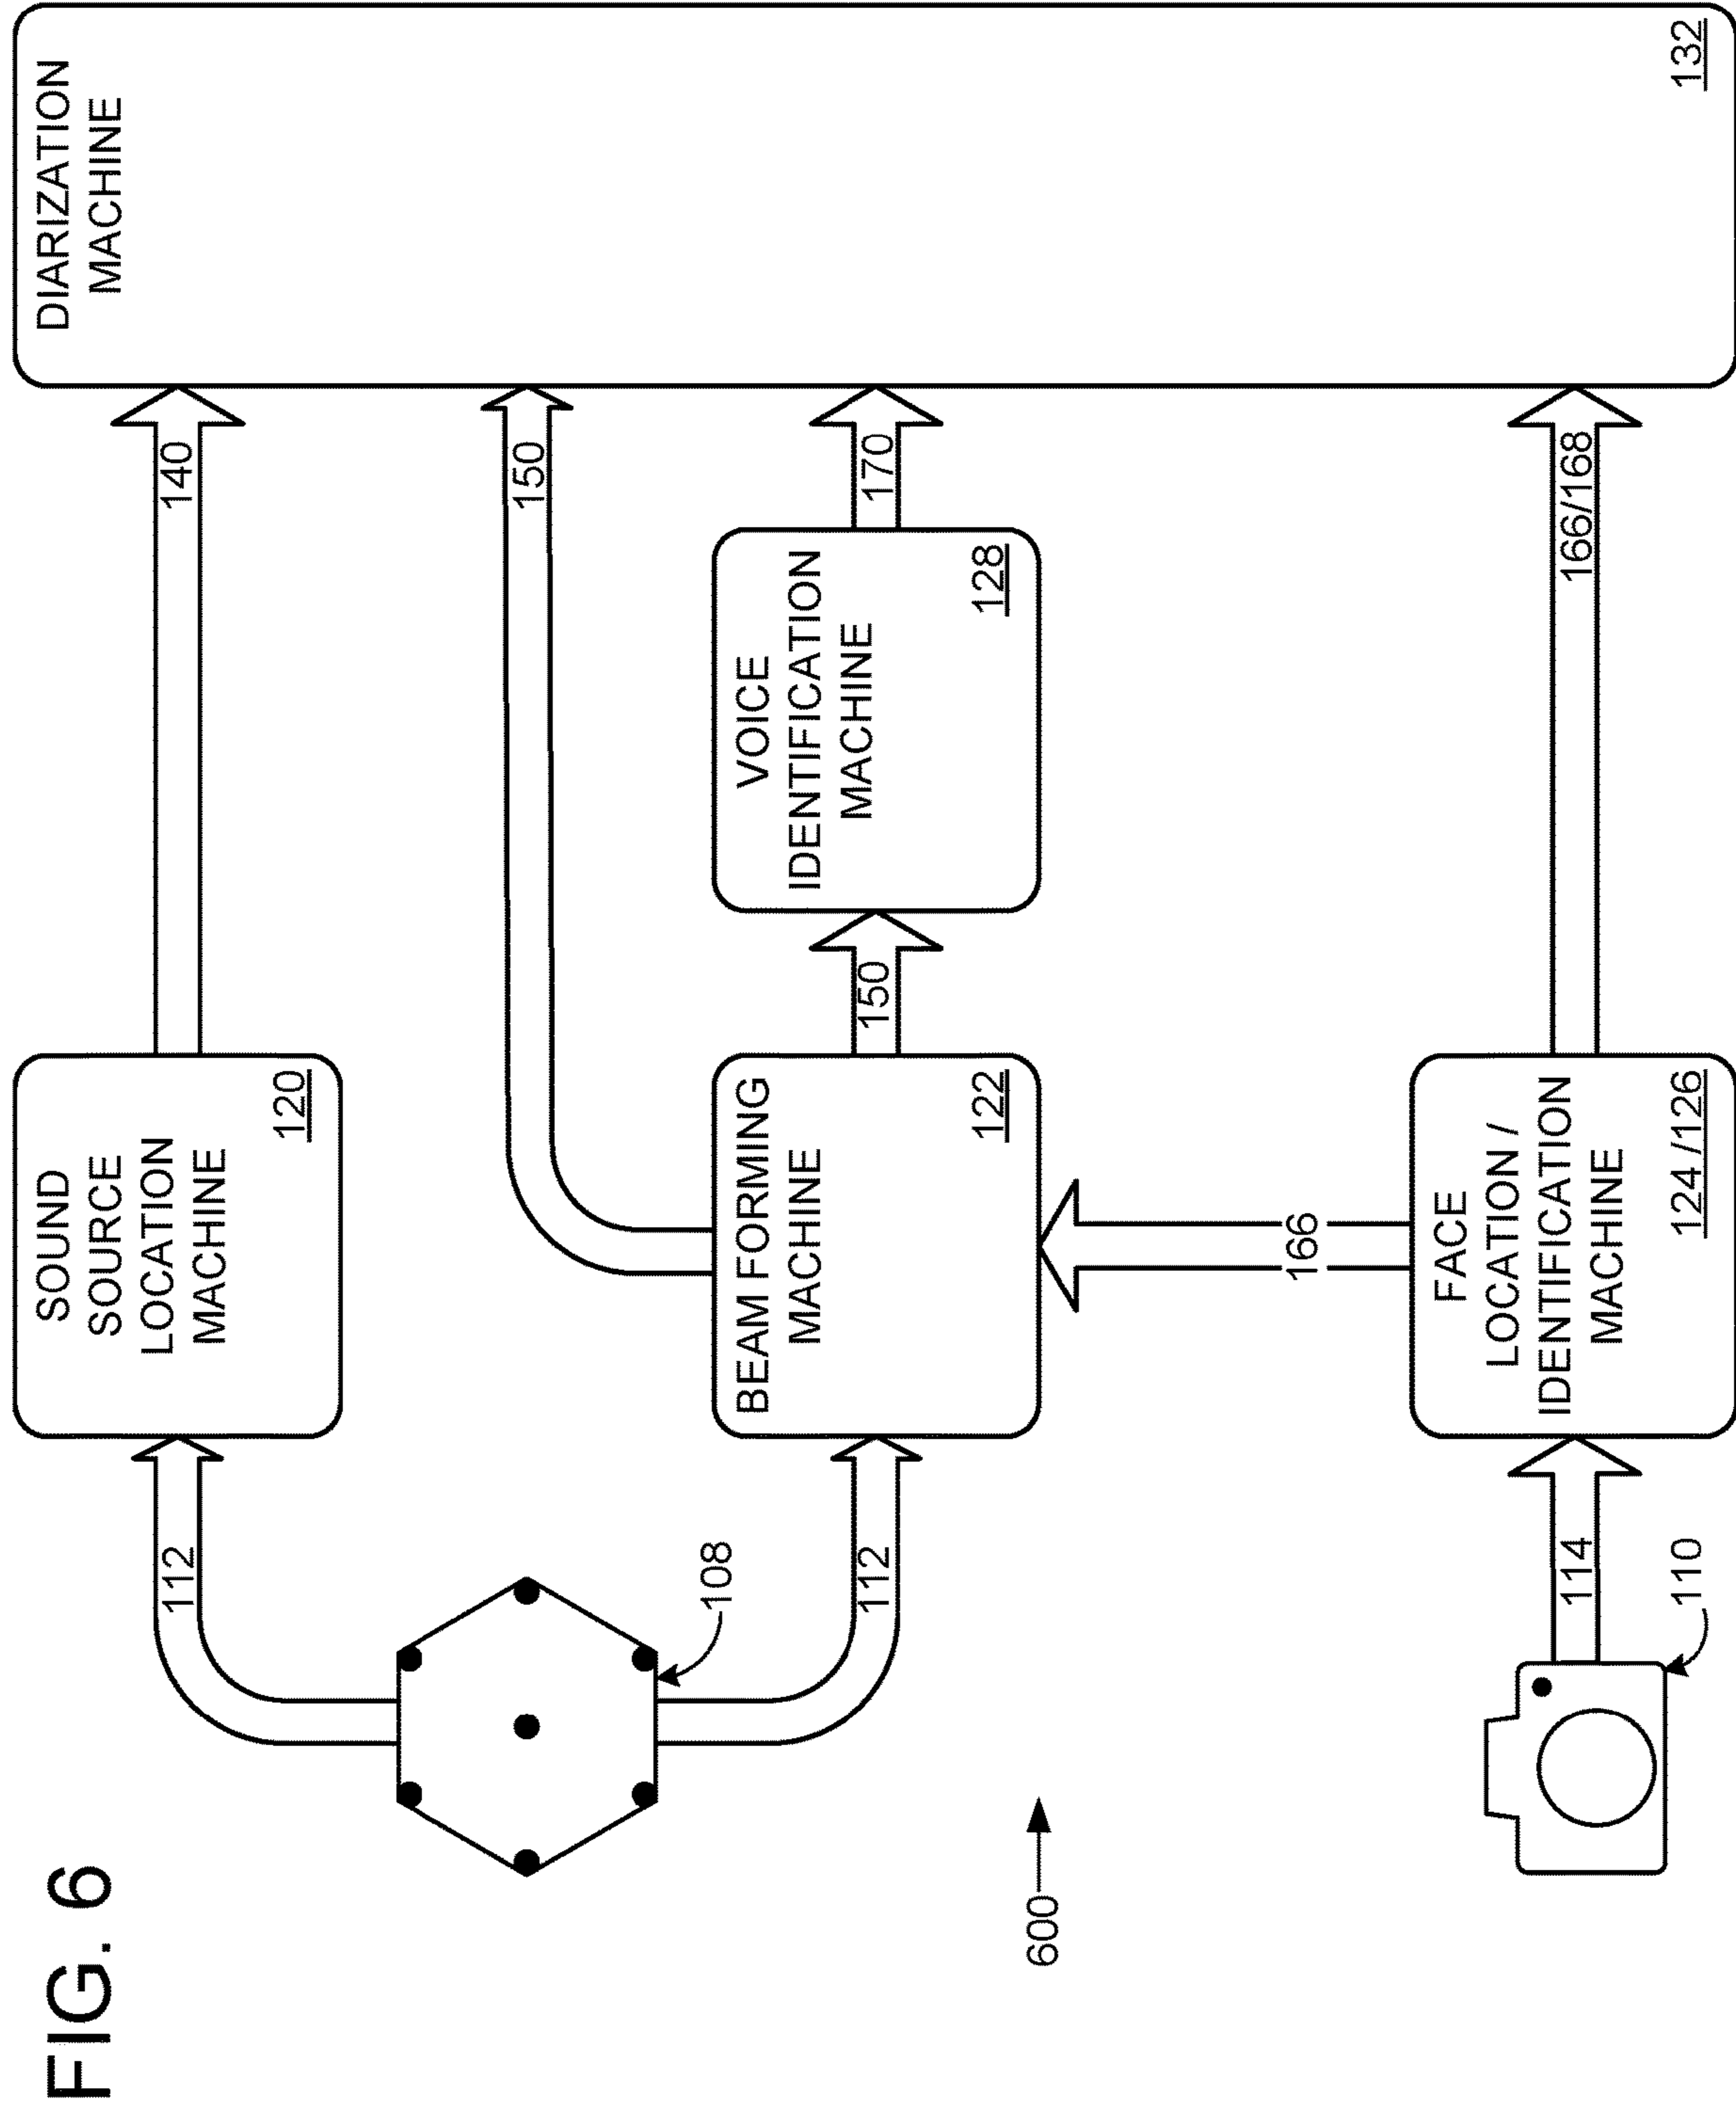 FIG. 6
112
SOUND
SOURCE
LOCATION
MACHINE
120
140
DIARIZATION
MACHINE
132
150
108
112
BEAM FORMING
MACHINE
122
150
VOICE
IDENTIFICATION
MACHINE
128
170
600
166
114
110
FACE
LOCATION /
IDENTIFICATION
MACHINE
124 /126
166/168